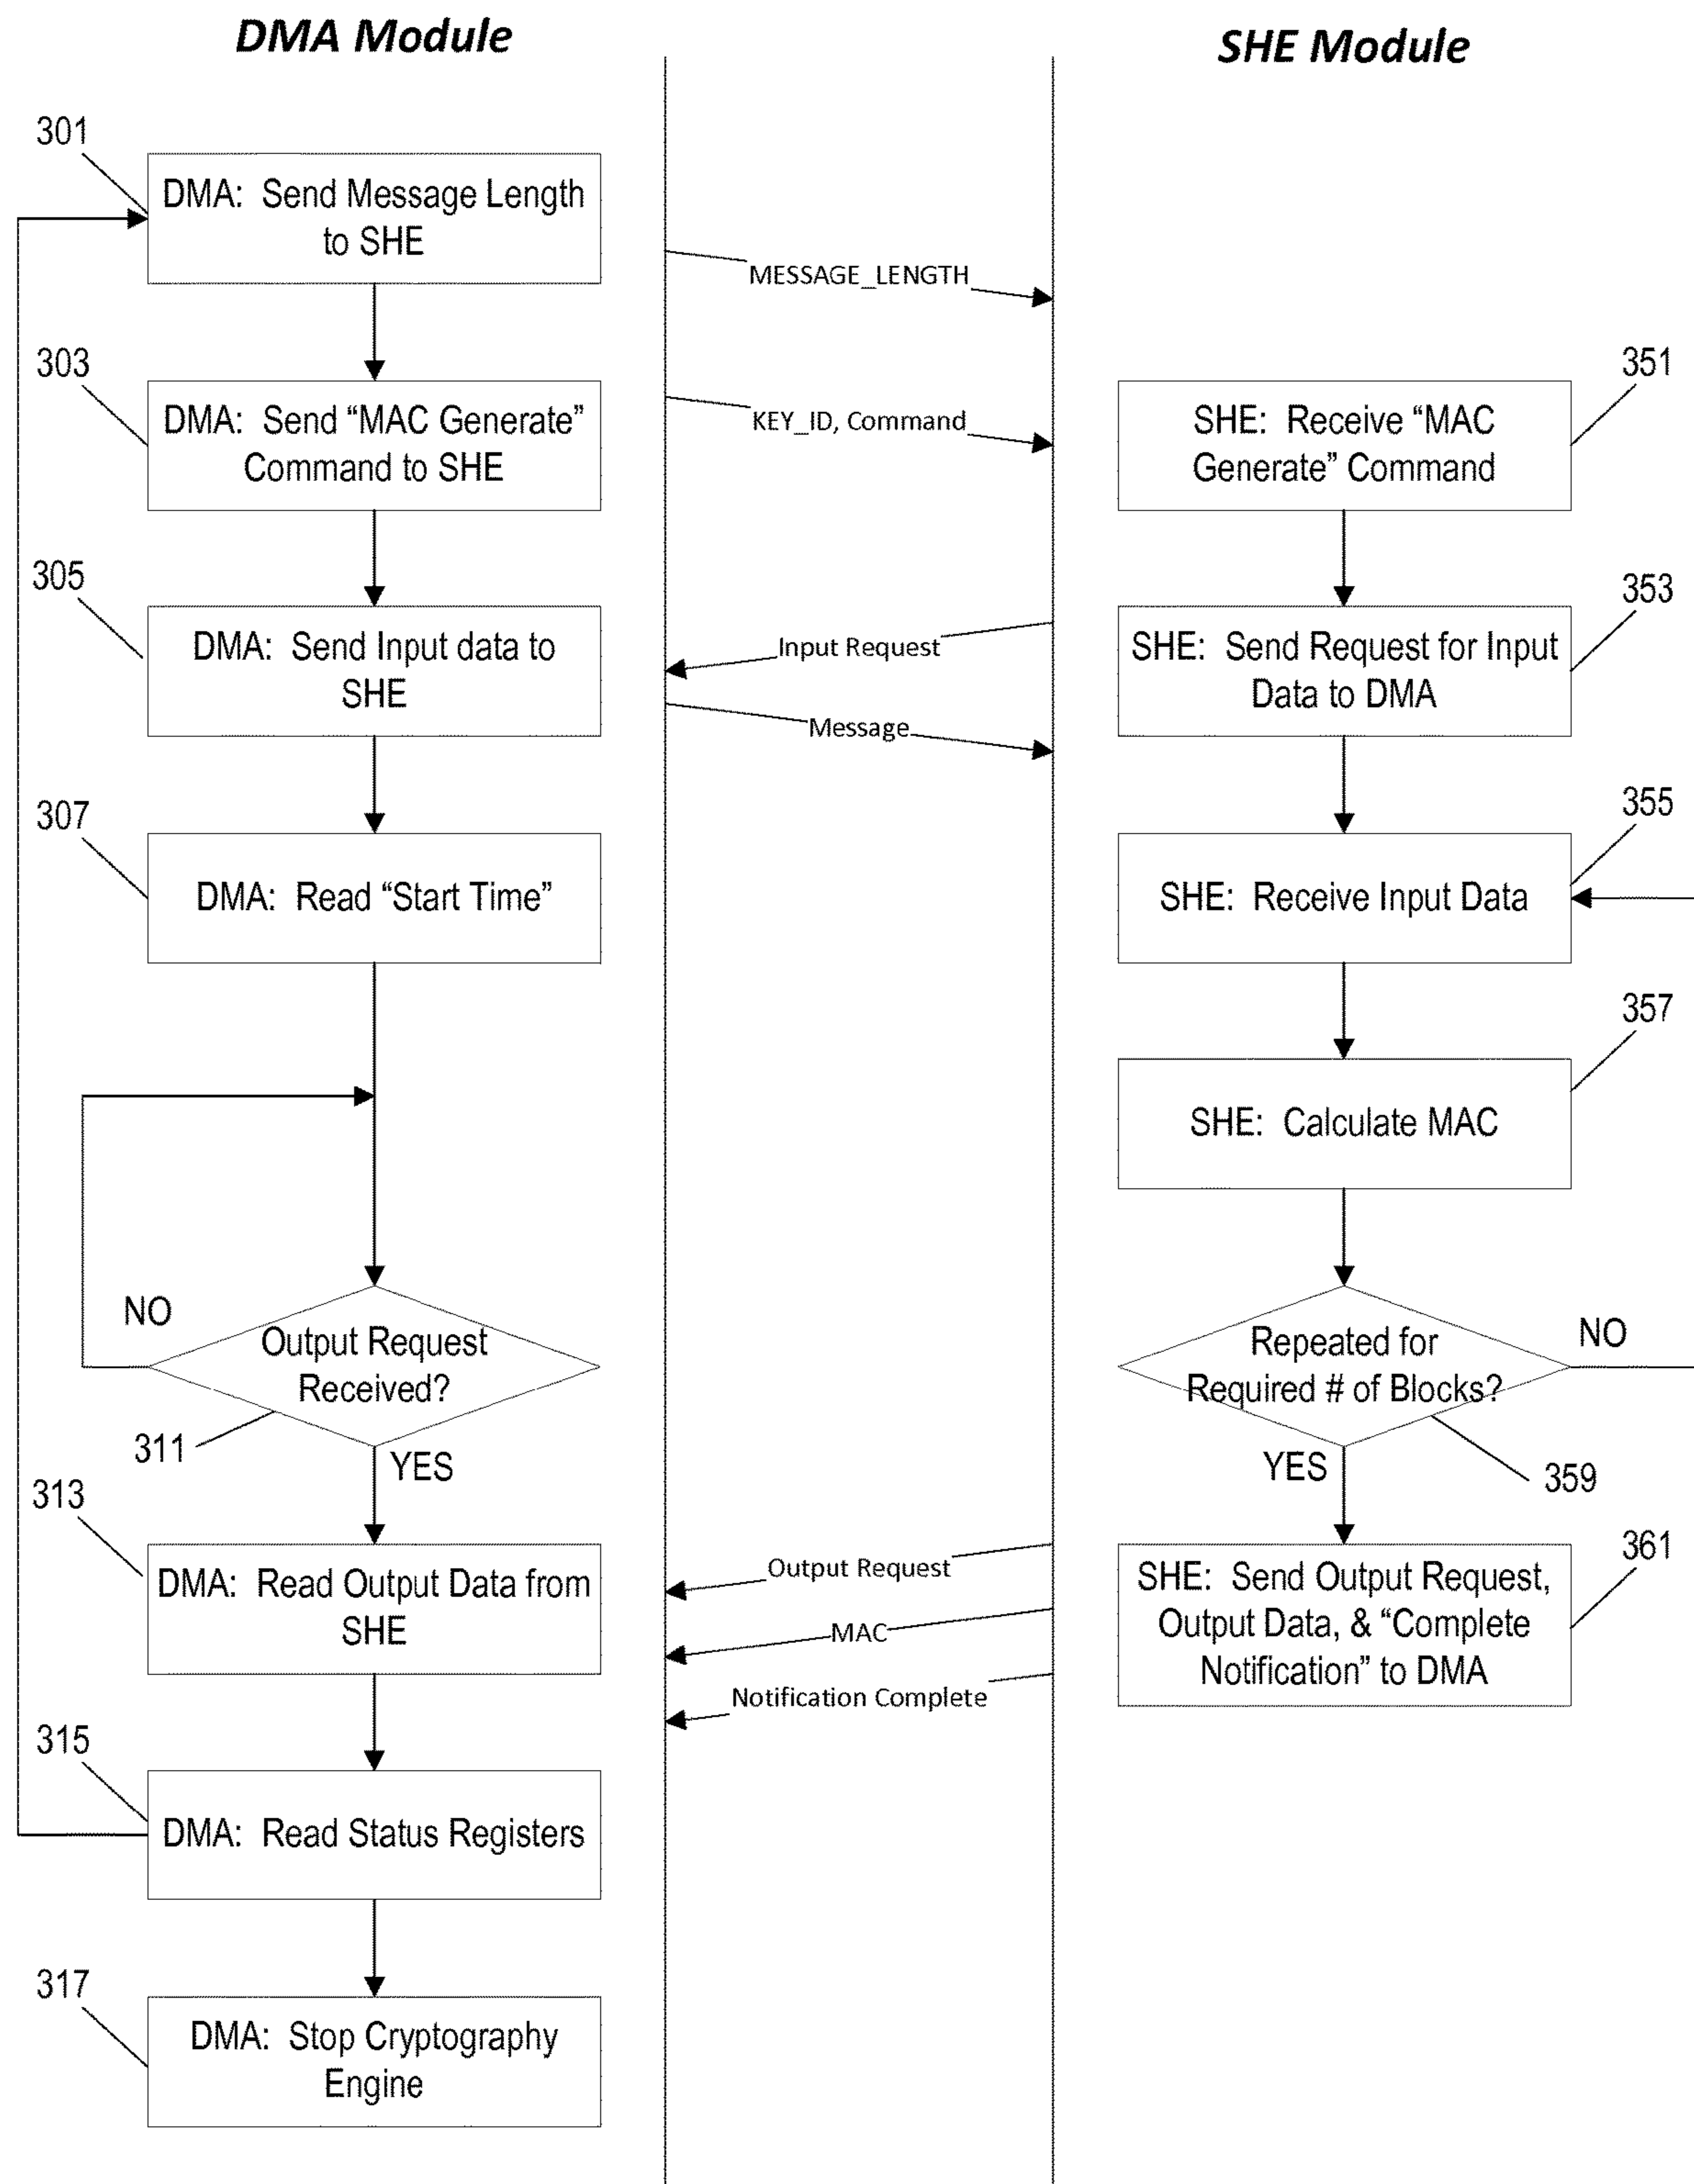 DMA Module
SHE Module
301
DMA: Send Message Length
to SHE
MESSAGE_LENGTH
303
DMA: Send “MAC Generate”
Command to SHE
KEY_ID, Command
351
SHE: Receive “MAC
Generate” Command
305
DMA: Send Input data to
SHE
Input Request
Message
353
SHE: Send Request for Input
Data to DMA
307
DMA: Read “Start Time”
355
SHE: Receive Input Data
357
SHE: Calculate MAC
NO
Output Request
Received?
311
YES
Repeated for
Required # of Blocks?
NO
YES
359
313
DMA: Read Output Data from
SHE
Output Request
MAC
Notification Complete
361
SHE: Send Output Request,
Output Data, & “Complete
Notification” to DMA
315
DMA: Read Status Registers
317
DMA: Stop Cryptography
Engine